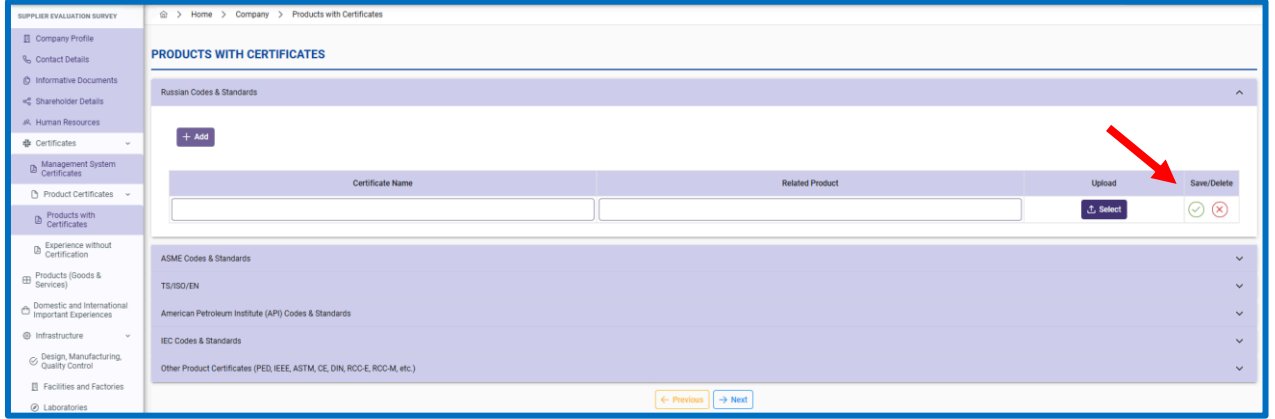 SUPPLIER EVALUATION SURVEY
Company Profile
Contact Details
Informative Documents
Shareholder Details
Human Resources
Certificates
Management System
Certificates
Product Certificates
Products with
Certificates
Experience without
Certification
Products (Goods &
Services)
Domestic and International
Important Experiences
Infrastructure
Design, Manufacturing,
Quality Control
Facilities and Factories
Laboratories
> Home > Company > Products with Certificates
PRODUCTS WITH CERTIFICATES
Russian Codes & Standards
+ Add
Certificate Name Related Product Upload Save/Delete
Select
ASME Codes & Standards
TS/ISO/EN
American Petroleum Institute (API) Codes & Standards
IEC Codes & Standards
Other Product Certificates (PED, IEEE, ASTM, CE, DIN, RCC-E, RCC-M, etc.)
← Previous → Next